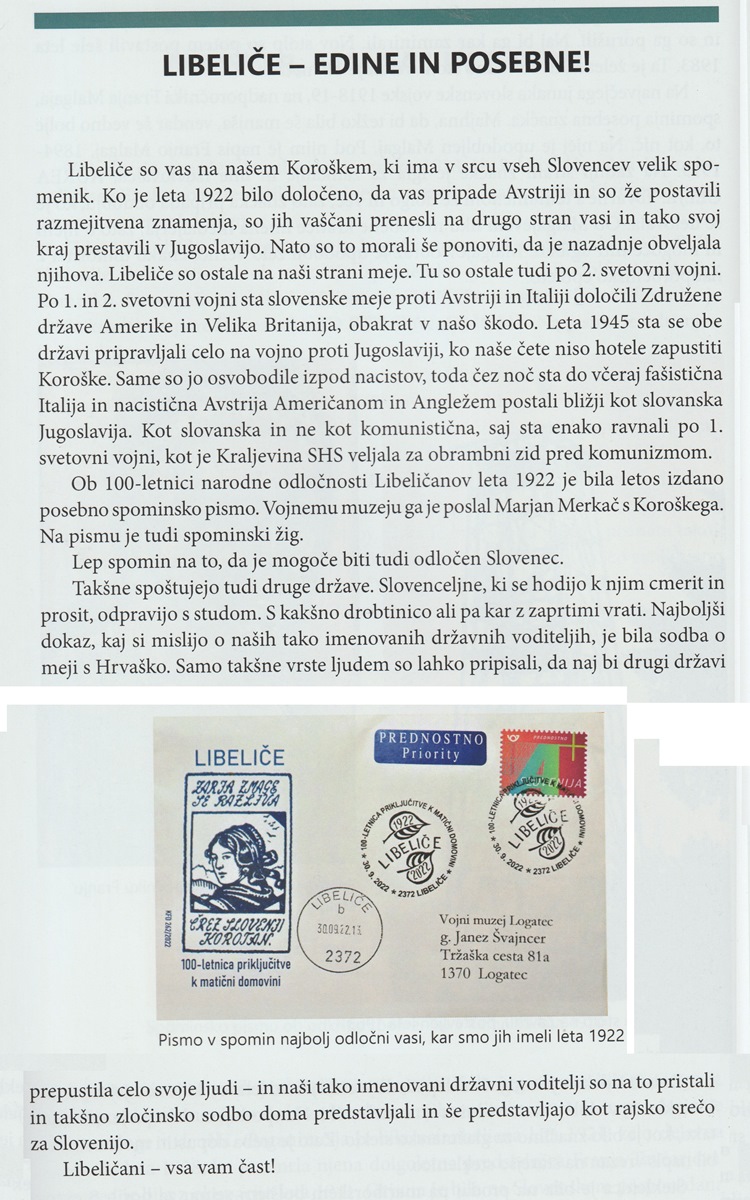 LIBELIČE – EDINE IN POSEBNE!
Libeliče so vas na našem Koroškem, ki ima v srcu vseh Slovencev velik spo-
menik. Ko je leta 1922 bilo določeno, da vas pripade Avstriji in so že postavili
razmejitvena znamenja, so jih vaščani prenesli na drugo stran vasi in tako svoj
kraj prestavili v Jugoslavijo. Nato so to morali še ponoviti, da je nazadnje obveljala
njihova. Libeliče so ostale na naši strani meje. Tu so ostale tudi po 2. svetovni vojni.
Po 1. in 2. svetovni vojni sta slovenske meje proti Avstriji in Italiji določili Združene
države Amerike in Velika Britanija, obakrat v našo škodo. Leta 1945 sta se obe
državi pripravljali celo na vojno proti Jugoslaviji, ko naše čete niso hotele zapustiti
Koroške. Same so jo osvobodile izpod nacistov, toda čez noč sta do včeraj fašistična
Italija in nacistična Avstrija Američanom in Angležem postali bližji kot slovanska
Jugoslavija. Kot slovanska in ne kot komunistična, saj sta enako ravnali po 1.
svetovni vojni, kot je Kraljevina SHS veljala za obrambni zid pred komunizmom.
Ob 100-letnici narodne odločnosti Libeličanov leta 1922 je bila letos izdano
posebno spominsko pismo. Vojnemu muzeju ga je poslal Marjan Merkač s Koroškega.
Na pismu je tudi spominski žig.
Lep spomin na to, da je mogoče biti tudi odločen Slovenec.
Takšne spoštujejo tudi druge države. Slovenceljne, ki se hodijo k njim cmerit in
prosit, odpravijo s studom. S kakšno drobtinico ali pa kar z zaprtimi vrati. Najboljši
dokaz, kaj si mislijo o naših tako imenovanih državnih voditeljih, je bila sodba o
meji s Hrvaško. Samo takšne vrste ljudem so lahko pripisali, da naj bi drugi državi
LIBELIČE
ZARJA ZMAGE
SE RAZLIVA
ČREZ SLOVENJI
KOROTAN.
100-letnica priključitve
k matični domovini
PREDNOSTNO
Priority
PREDNOSTNO
A
100-LETNICA PRIKLJUČITVE K MATIČNI DOMOVINI
1922
LIBELIČE
2022
30. 9. 2022 * 2372 LIBELIČE
100-LETNICA PRIKLJUČITVE K MATIČNI DOMOVINI
LIBELIČE
2022
30. 9. 2022 * 2372 LIBELIČE
LIBELIČE
b
2372
Vojni muzej Logatec
g. Janez Švajncer
Tržaška cesta 81a
1370 Logatec
Pismo v spomin najbolj odločni vasi, kar smo jih imeli leta 1922
prepustila celo svoje ljudi – in naši tako imenovani državni voditelji so na to pristali
in takšno zločinsko sodbo doma predstavljali in še predstavljajo kot rajsko srečo
za Slovenijo.
Libeličani – vsa vam čast!